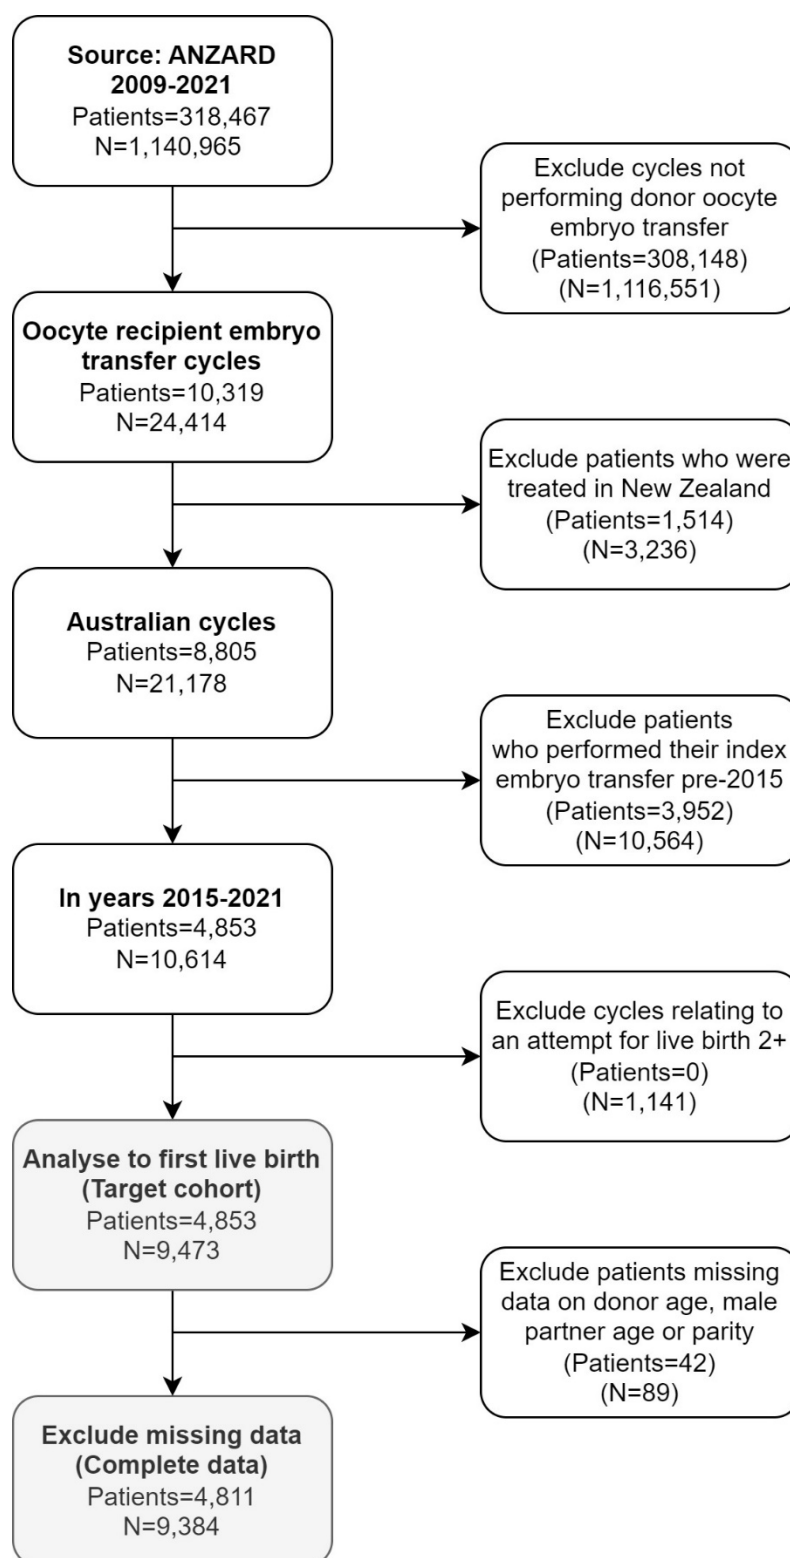 Source: ANZARD
2009-2021
Patients=318,467
N=1,140,965
Exclude cycles not
performing donor oocyte
embryo transfer
(Patients=308,148)
(N=1,116,551)
Oocyte recipient embryo
transfer cycles
Patients=10,319
N=24,414
Exclude patients who were
treated in New Zealand
(Patients=1,514)
(N=3,236)
Australian cycles
Patients=8,805
N=21,178
Exclude patients
who performed their index
embryo transfer pre-2015
(Patients=3,952)
(N=10,564)
In years 2015-2021
Patients=4,853
N=10,614
Exclude cycles relating to
an attempt for live birth 2+
(Patients=0)
(N=1,141)
Analyse to first live birth
(Target cohort)
Patients=4,853
N=9,473
Exclude patients missing
data on donor age, male
partner age or parity
(Patients=42)
(N=89)
Exclude missing data
(Complete data)
Patients=4,811
N=9,384